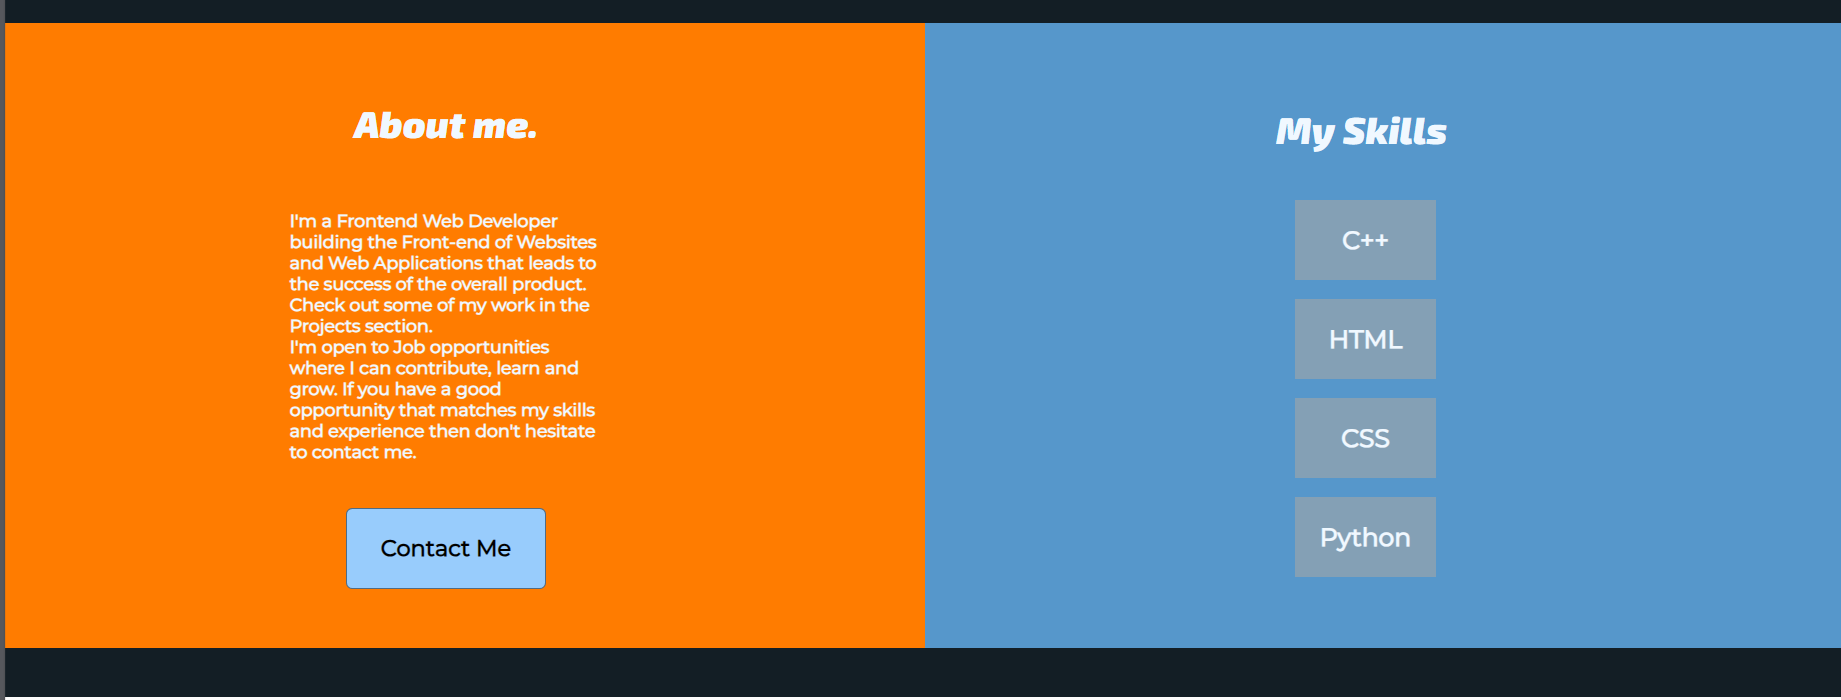 About me.
I'm a Frontend Web Developer
building the Front-end of Websites
and Web Applications that leads to
the success of the overall product.
Check out some of my work in the
Projects section.
I'm open to Job opportunities
where I can contribute, learn and
grow. If you have a good
opportunity that matches my skills
and experience then don't hesitate
to contact me.
Contact Me
My Skills
C++
HTML
CSS
Python